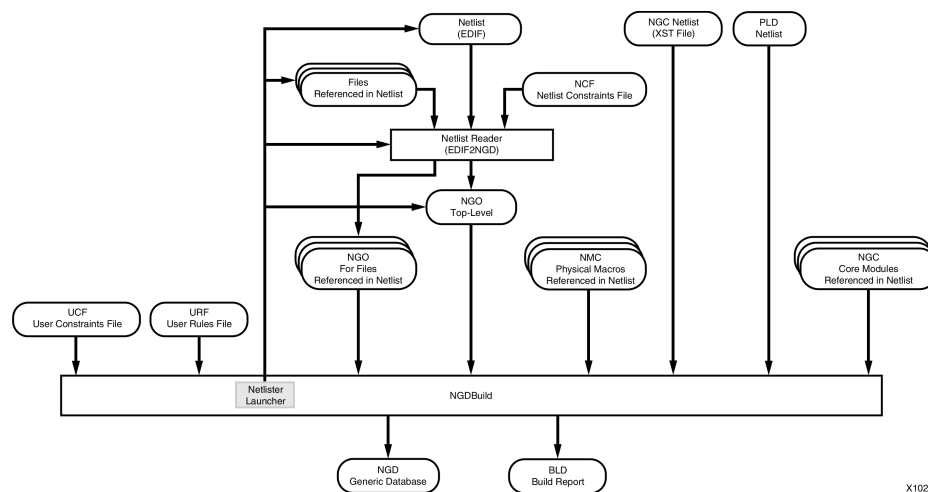 Netlist
(EDIF)
NGC Netlist
(XST File)
PLD
Netlist
Files
Referenced in Netlist
NCF
Netlist Constraints File
Netlist Reader
(EDIF2NGD)
NGO
Top-Level
NGO
For Files
Referenced in Netlist
NMC
Physical Macros
Referenced in Netlist
NGC
Core Modules
Referenced in Netlist
UCF
User Constraints File
URF
User Rules File
Netlister
Launcher
NGDBuild
NGD
Generic Database
BLD
Build Report
X102